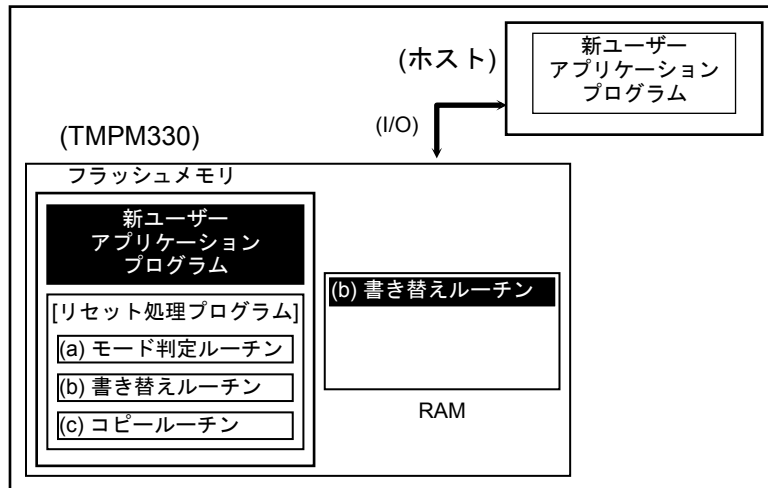 (ホスト)
新ユーザー
アプリケーション
プログラム
(I/O)
(TMPM330)
フラッシュメモリ
新ユーザー
アプリケーション
プログラム
[リセット処理プログラム]
(a) モード判定ルーチン
(b) 書き替えルーチン
(c) コピールーチン
(b) 書き替えルーチン
RAM